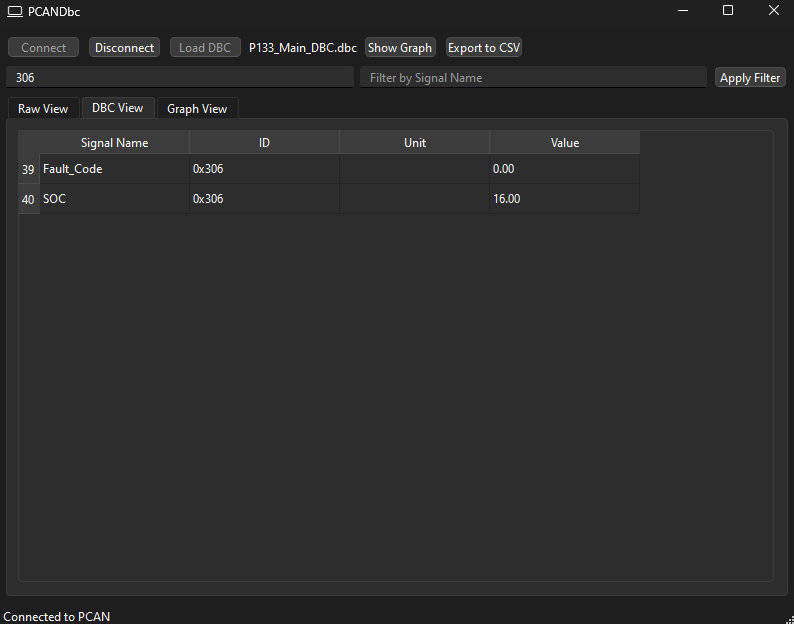 PCANDbc
Connect Disconnect Load DBC P133_Main_DBC.dbc Show Graph Export to CSV
306 Filter by Signal Name Apply Filter
Raw View DBC View Graph View
Signal Name ID Unit Value
39 Fault_Code 0x306 0.00
40 SOC 0x306 16.00
Connected to PCAN